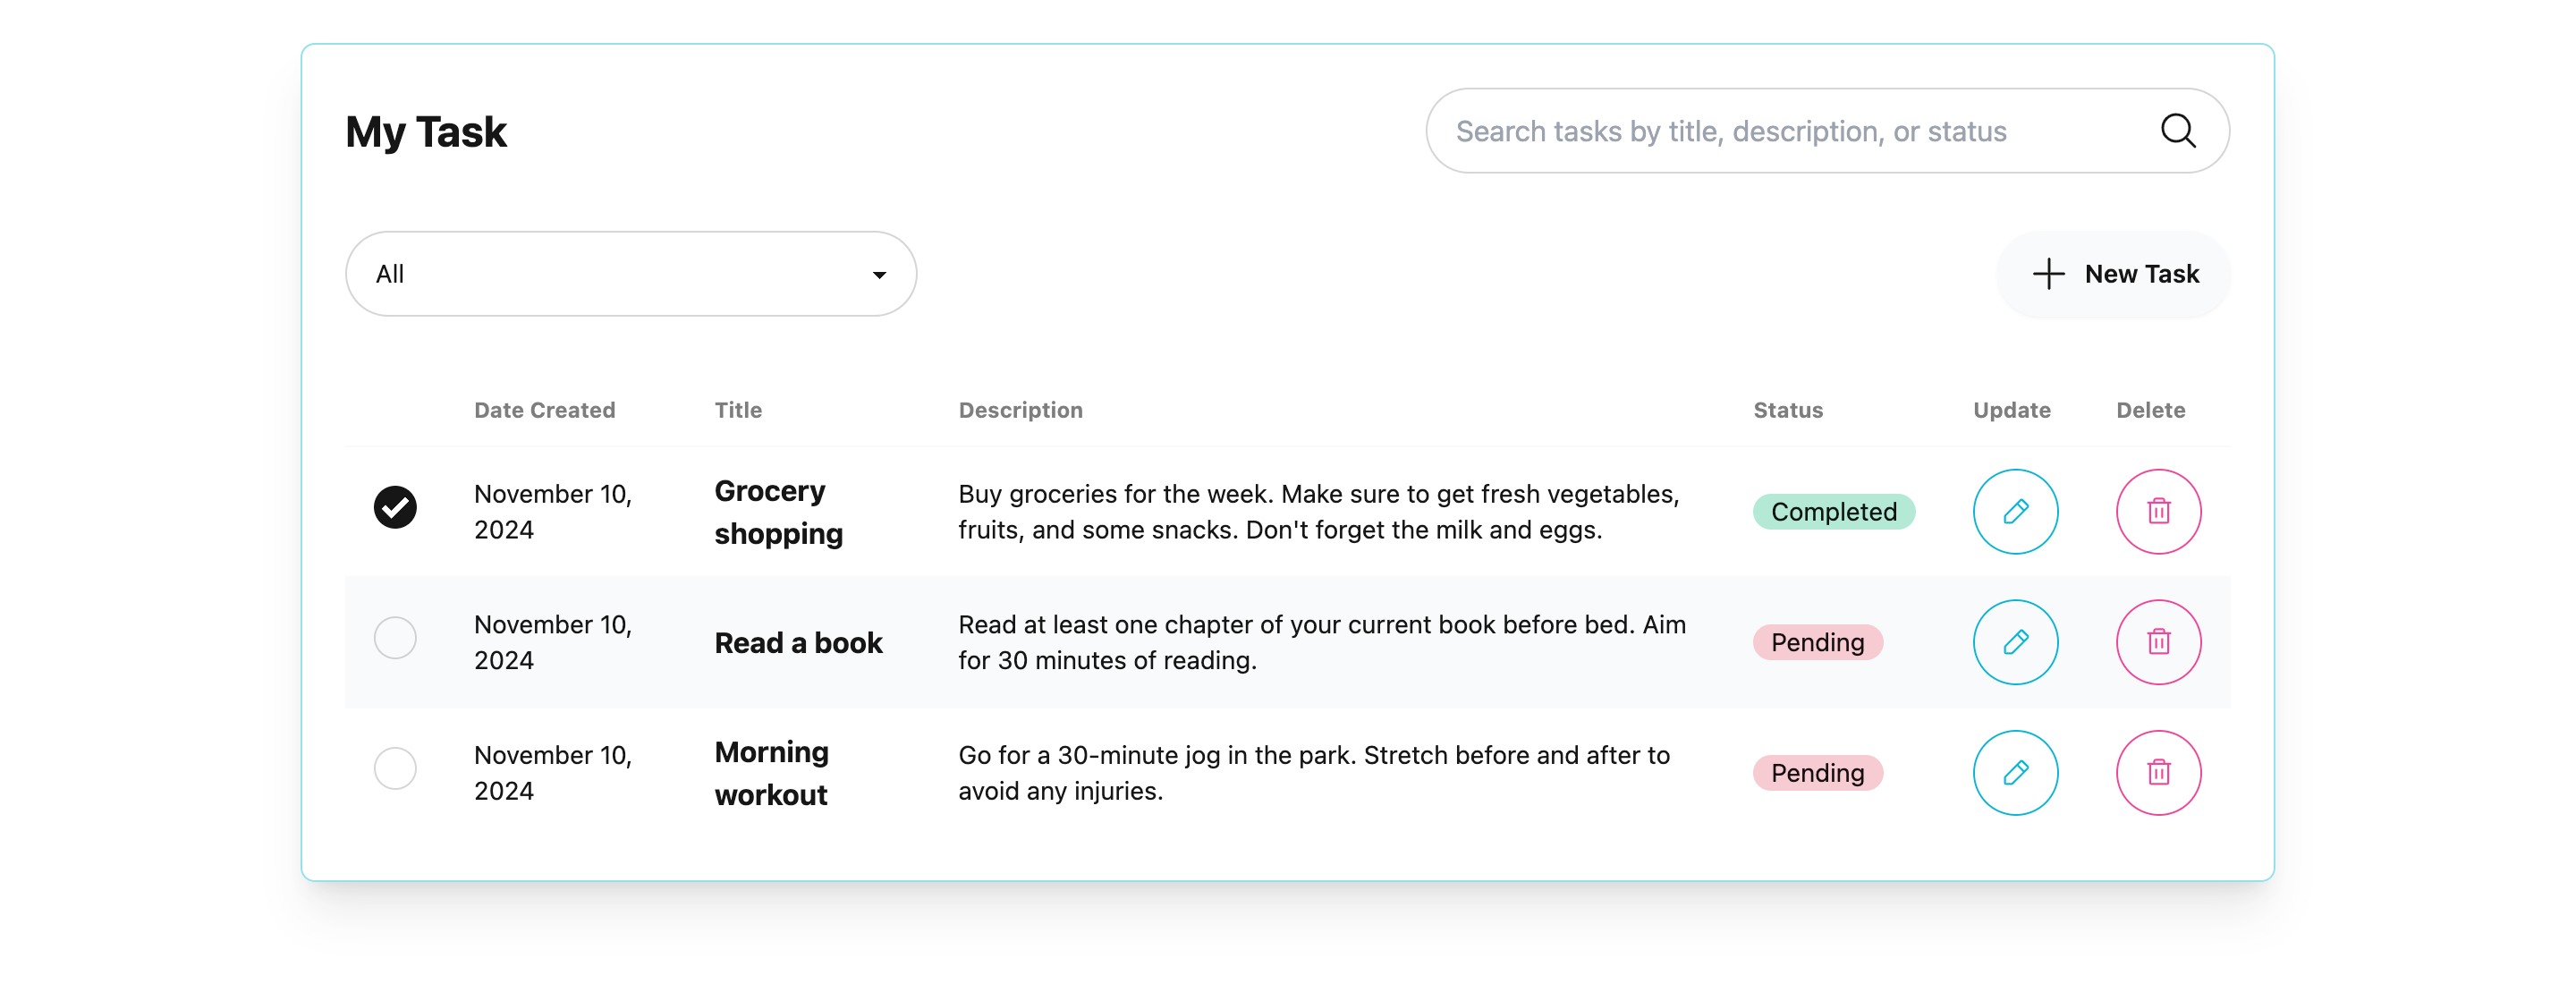 My Task
Search tasks by title, description, or status
All
New Task
Date Created Title Description Status Update Delete
November 10, 2024
Grocery shopping
Buy groceries for the week. Make sure to get fresh vegetables,
fruits, and some snacks. Don't forget the milk and eggs.
Completed
November 10, 2024
Read a book
Read at least one chapter of your current book before bed. Aim
for 30 minutes of reading.
Pending
November 10, 2024
Morning workout
Go for a 30-minute jog in the park. Stretch before and after to
avoid any injuries.
Pending